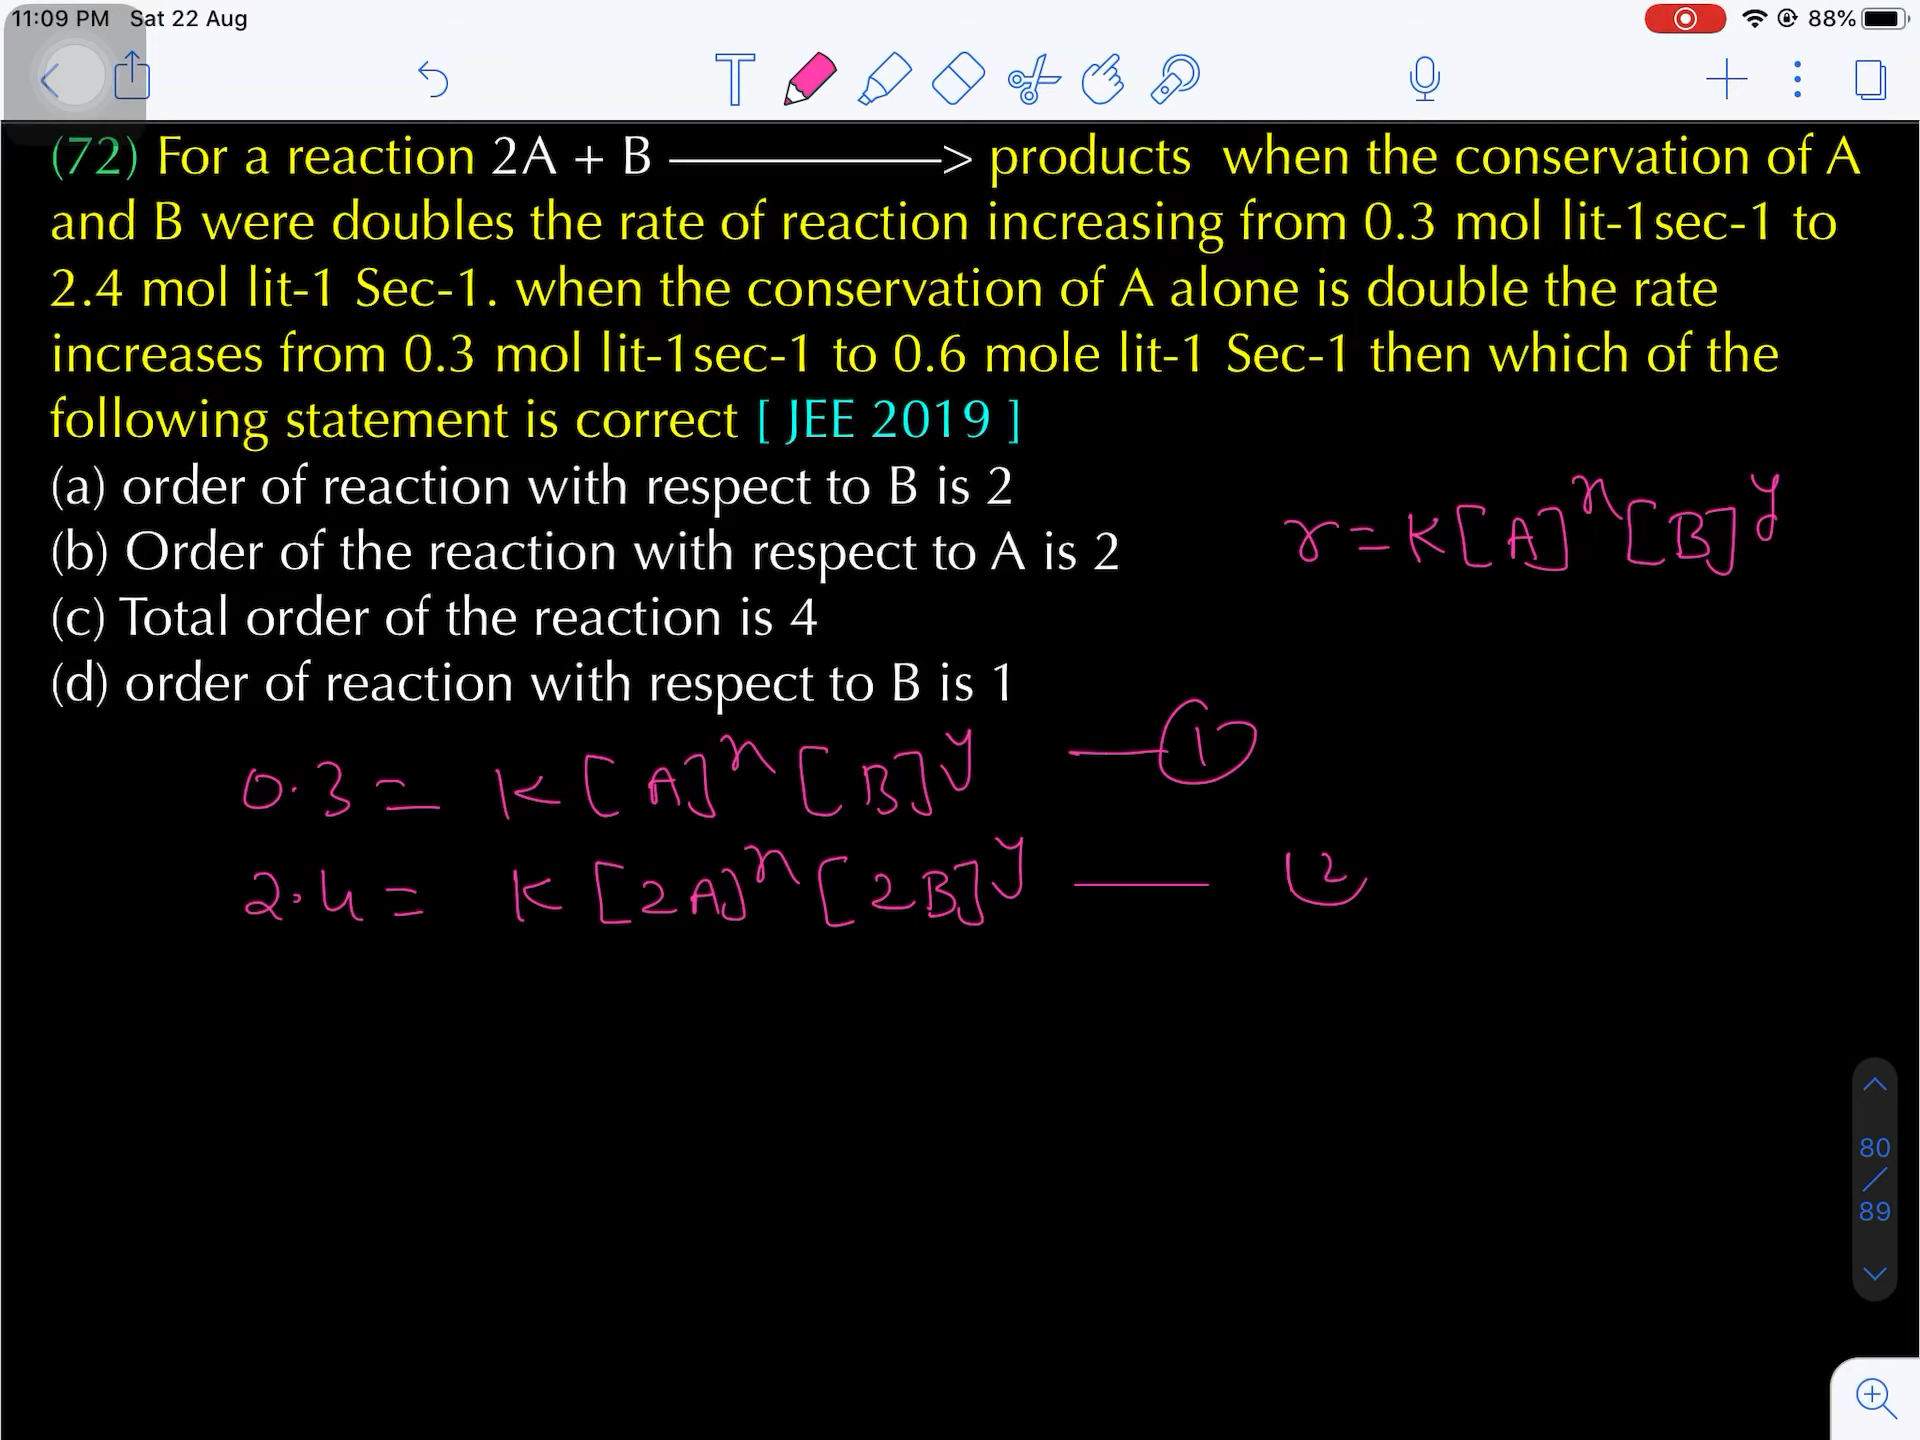 11:09 PM Sat 22 Aug 88%
(72) For a reaction 2A + B ————> products when the conservation of A
and B were doubles the rate of reaction increasing from 0.3 mol lit-1sec-1 to
2.4 mol lit-1 Sec-1. when the conservation of A alone is double the rate
increases from 0.3 mol lit-1sec-1 to 0.6 mole lit-1 Sec-1 then which of the
following statement is correct [ JEE 2019 ]
(a) order of reaction with respect to B is 2
(b) Order of the reaction with respect to A is 2
r=K[A]^x[B]^y
(c) Total order of the reaction is 4
(d) order of reaction with respect to B is 1
0.3 = K[A]^x[B]^y — ①
2.4 = K[2A]^x[2B]^y — 2
80
/
89